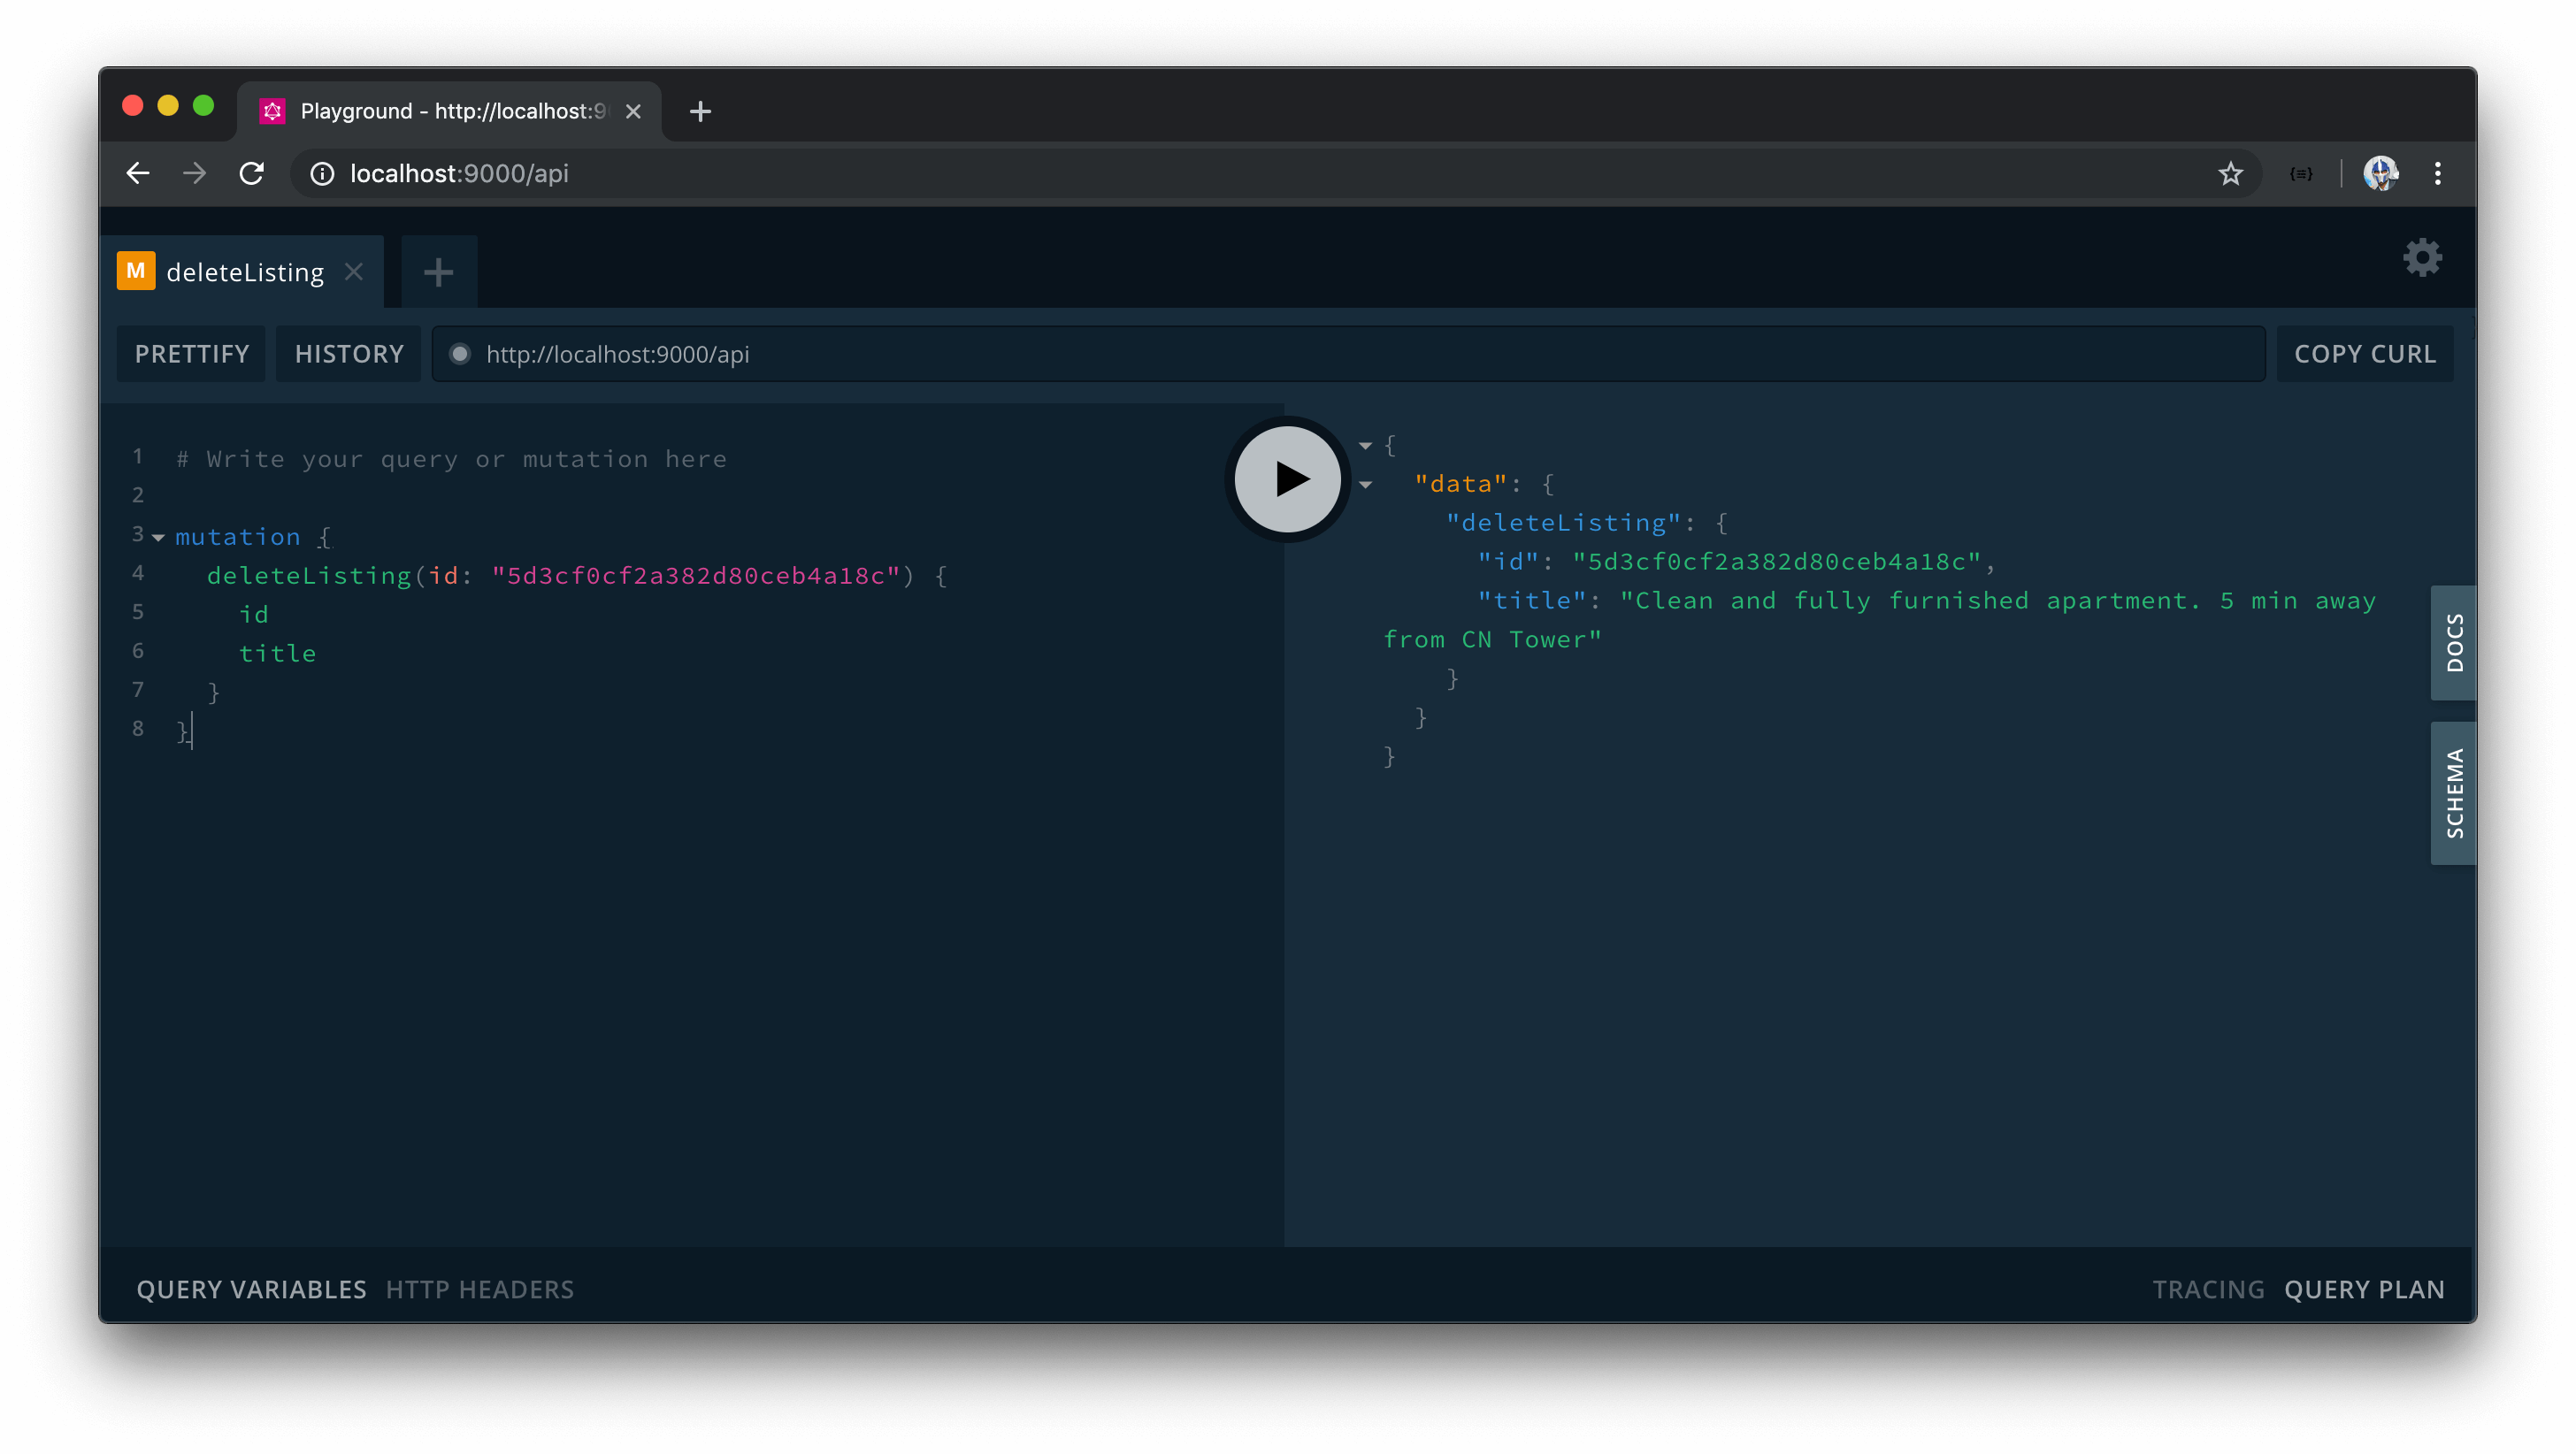 Playground - http://localhost:9
localhost:9000/api
M deleteListing
PRETTIFY HISTORY http://localhost:9000/api COPY CURL
1 # Write your query or mutation here
2
3 mutation {
4 deleteListing(id: "5d3cf0cf2a382d80ceb4a18c") {
5 id
6 title
7 }
8 }
{
"data": {
"deleteListing": {
"id": "5d3cf0cf2a382d80ceb4a18c",
"title": "Clean and fully furnished apartment. 5 min away
from CN Tower"
}
}
}
DOCS
SCHEMA
QUERY VARIABLES HTTP HEADERS TRACING QUERY PLAN